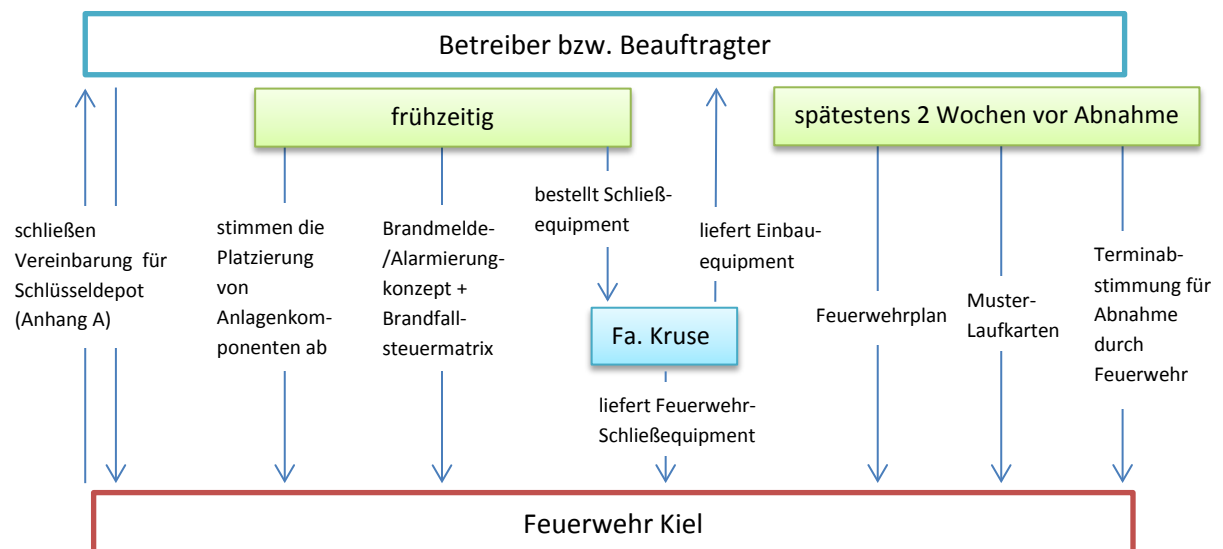 Betreiber bzw. Beauftragter
frühzeitig
spätestens 2 Wochen vor Abnahme
schließen
Vereinbarung für
Schlüsseldepot
(Anhang A)
stimmen die
Platzierung
von
Anlagenkom-
ponenten ab
Brandmelde-
/Alarmierung-
konzept +
Brandfall-
steuermatrix
bestellt Schließ-
equipment
liefert Einbau-
equipment
Fa. Kruse
liefert Feuerwehr-
Schließequipment
Feuerwehrplan
Muster-
Laufkarten
Terminab-
stimmung für
Abnahme
durch
Feuerwehr
Feuerwehr Kiel